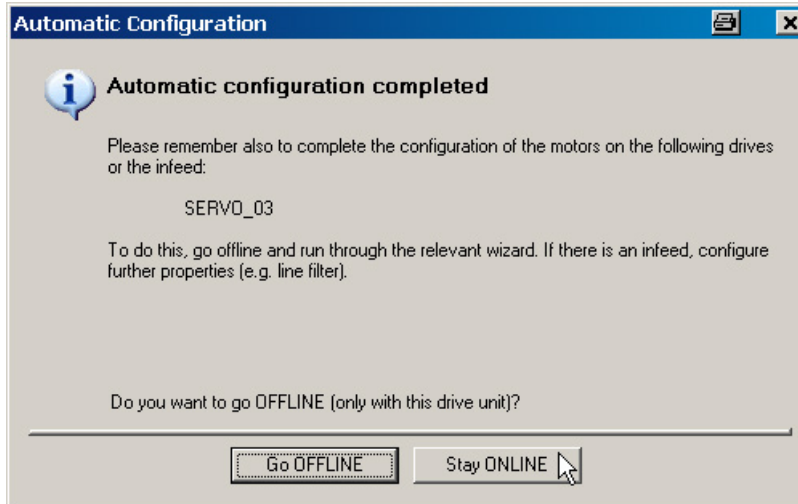 Automatic Configuration
Automatic configuration completed
Please remember also to complete the configuration of the motors on the following drives
or the infeed:
SERVO_03
To do this, go offline and run through the relevant wizard. If there is an infeed, configure
further properties (e.g. line filter).
Do you want to go OFFLINE (only with this drive unit)?
Go OFFLINE
Stay ONLINE